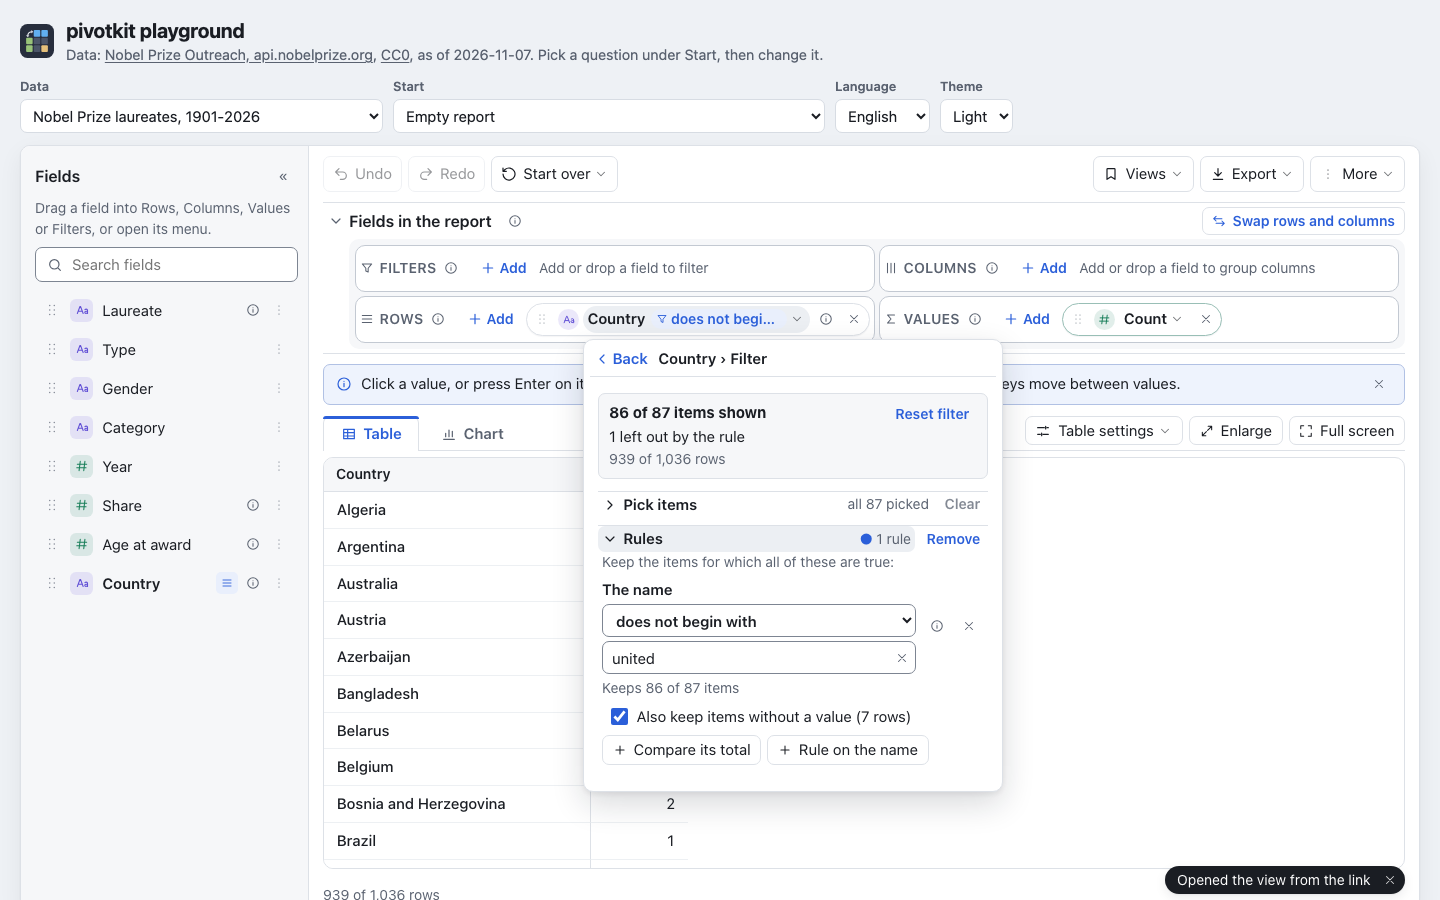 pivotkit playground
Data: Nobel Prize Outreach, api.nobelprize.org, CC0, as of 2026-11-07. Pick a question under Start, then change it.
Data
Start
Language
Theme
Nobel Prize laureates, 1901-2026
Empty report
English
Light
Fields
«
Drag a field into Rows, Columns, Values
or Filters, or open its menu.
Search fields
Aa Laureate
Aa Type
Aa Gender
Aa Category
# Year
# Share
# Age at award
Aa Country
Undo
Redo
Start over
Views
Export
More
Fields in the report
Swap rows and columns
FILTERS
+ Add
Add or drop a field to filter
COLUMNS
+ Add
Add or drop a field to group columns
ROWS
+ Add
Aa Country
does not begi...
Σ VALUES
+ Add
# Count
Click a value, or press Enter on it
eys move between values.
Table
Chart
Table settings
Enlarge
Full screen
Country
Algeria
Argentina
Australia
Austria
Azerbaijan
Bangladesh
Belarus
Belgium
Bosnia and Herzegovina 2
Brazil 1
939 of 1,036 rows
Back
Country › Filter
86 of 87 items shown
Reset filter
1 left out by the rule
939 of 1,036 rows
Pick items
all 87 picked
Clear
Rules
1 rule
Remove
Keep the items for which all of these are true:
The name
does not begin with
united
Keeps 86 of 87 items
Also keep items without a value (7 rows)
+ Compare its total
+ Rule on the name
Opened the view from the link